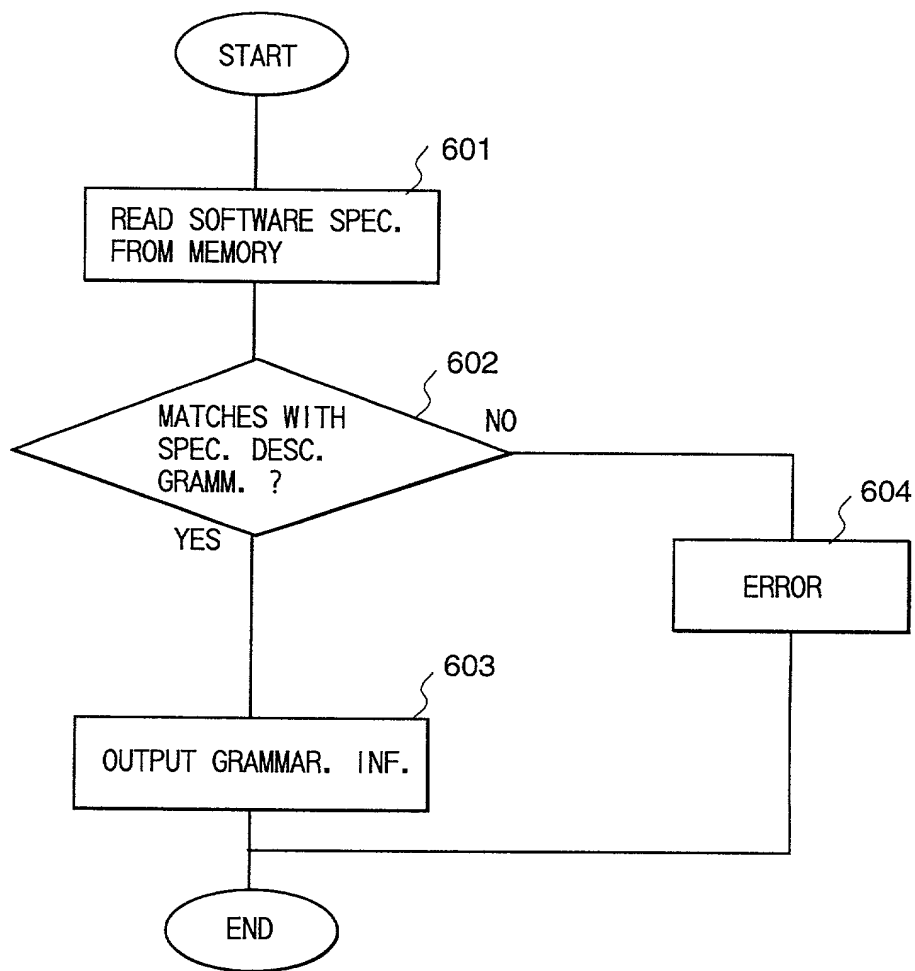 START
601
READ SOFTWARE SPEC.
FROM MEMORY
602
MATCHES WITH
SPEC. DESC.
GRAMM. ?
NO
YES
604
ERROR
603
OUTPUT GRAMMAR. INF.
END